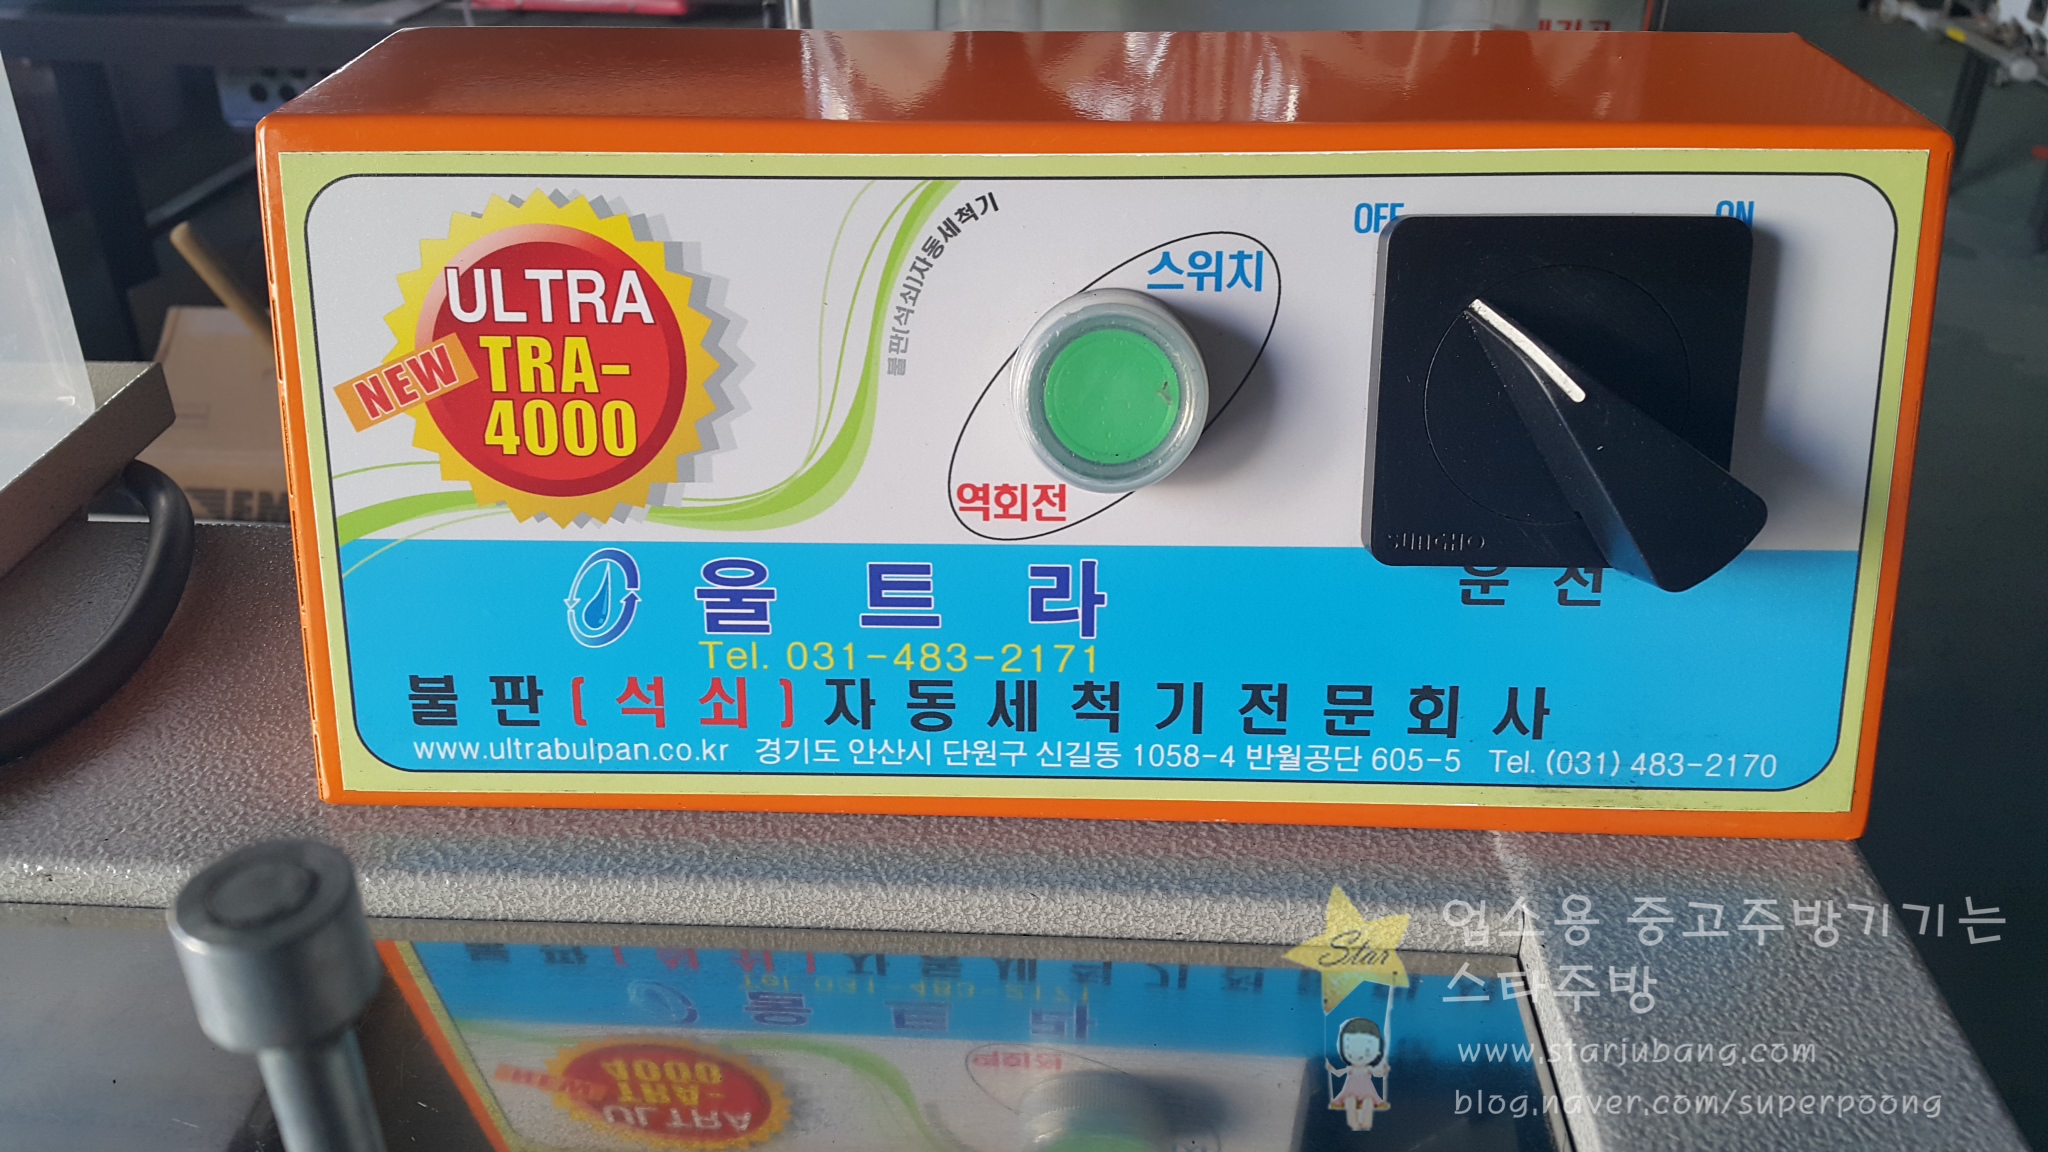 ULTRA
NEW
TRA-
4000
불판(석쇠)자동세척기
스위치
역회전
OFF
ON
SUNGHO
운전
울트라
Tel. 031-483-2171
불판(석쇠)자동세척기전문회사
www.ultrabulpan.co.kr 경기도 안산시 단원구 신길동 1058-4 반월공단 605-5 Tel. (031) 483-2170
Star
업소용 중고주방기기는
스타주방
www.starjubang.com
blog.naver.com/superpoong